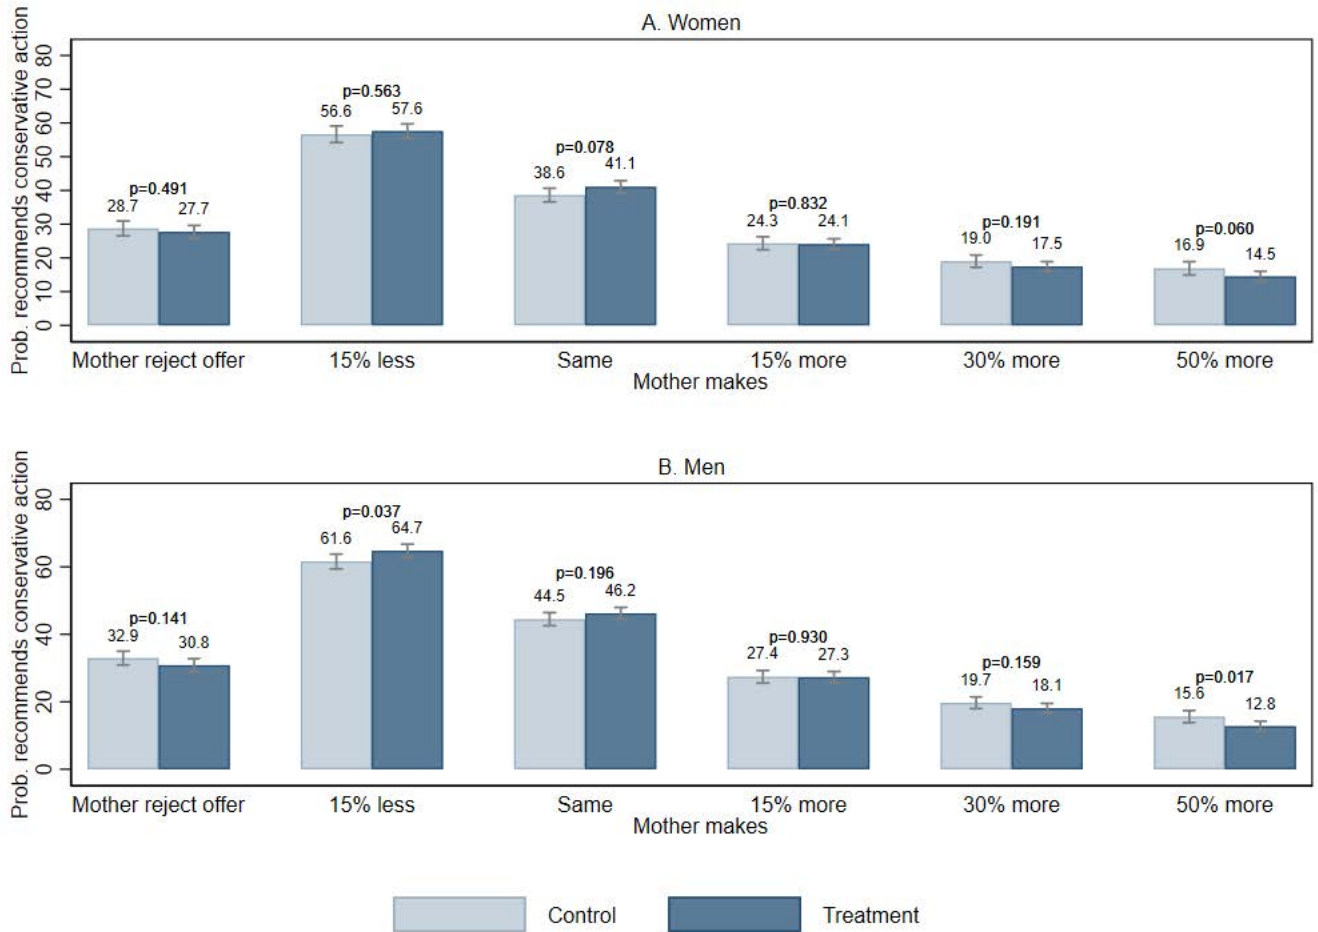 A. Women
Prob. recommends conservative action
80
70
60
50
40
30
20
10
0
p=0.491
28.7 27.7
p=0.563
56.6 57.6
p=0.078
38.6 41.1
p=0.832
24.3 24.1
p=0.191
19.0 17.5
p=0.060
16.9 14.5
Mother reject offer 15% less Same 15% more 30% more 50% more
Mother makes
B. Men
Prob. recommends conservative action
80
60
40
20
0
p=0.141
32.9 30.8
p=0.037
61.6 64.7
p=0.196
44.5 46.2
p=0.930
27.4 27.3
p=0.159
19.7 18.1
p=0.017
15.6 12.8
Mother reject offer 15% less Same 15% more 30% more 50% more
Mother makes
Control Treatment